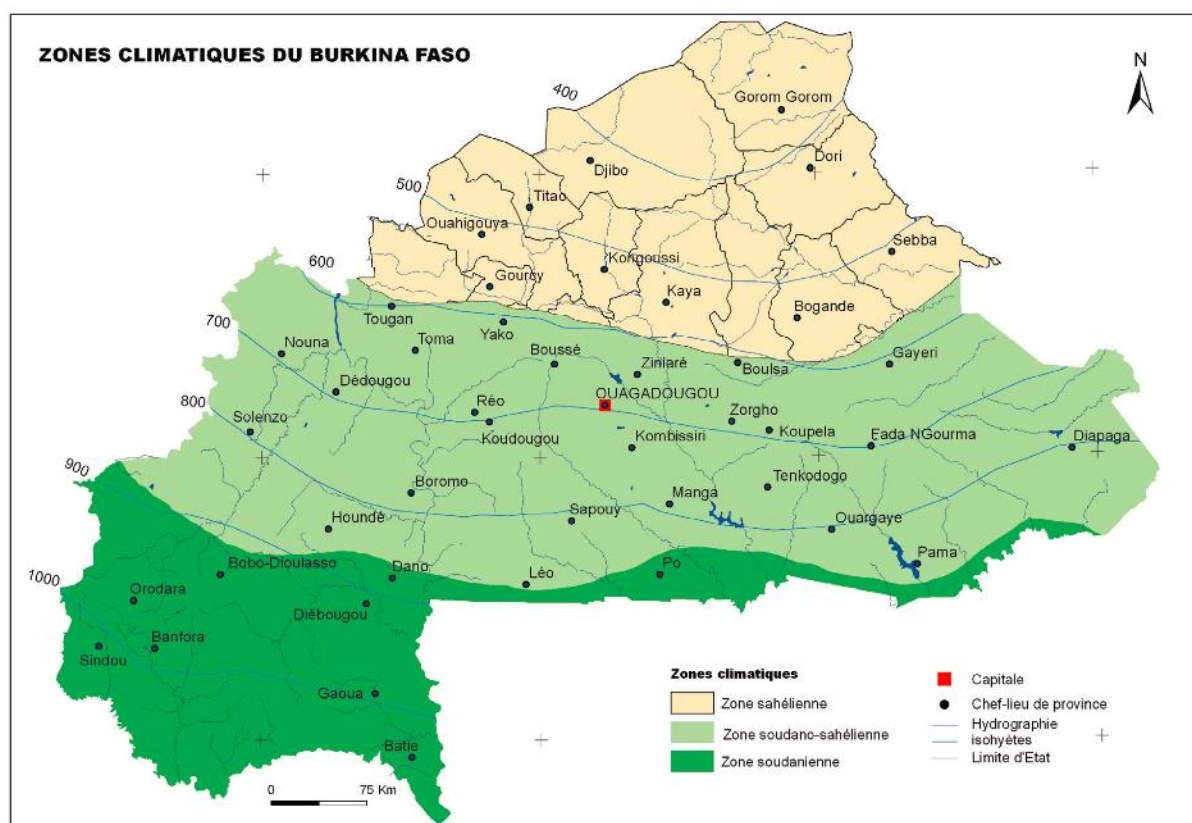 ZONES CLIMATIQUES DU BURKINA FASO
N
400
Gorom Gorom
Djibo
Dori
500
Titao
Ouahigouya
Sebba
600
Kongoussi
Gourcy
Kaya
Bogande
700
Tougan
Yako
Nouna
Toma
Boussé
Ziniaré
Boulsa
Gayeri
Dédougou
800
Réo
OUAGADOUGOU
Zorgho
Solenzo
Koudougou
Kombissiri
Koupela
Fada NGourma
Diapaga
900
Boromo
Manga
Tenkodogo
Houndé
Sapouy
Ouargaye
Pama
1000
Bobo-Dioulasso
Dano
Léo
Po
Orodara
Diébougou
Banfora
Sindou
Gaoua
Batie
0 75 Km
Zones climatiques
Zone sahélienne
Zone soudano-sahélienne
Zone soudanienne
Capitale
Chef-lieu de province
Hydrographie
isohyètes
Limite d'Etat